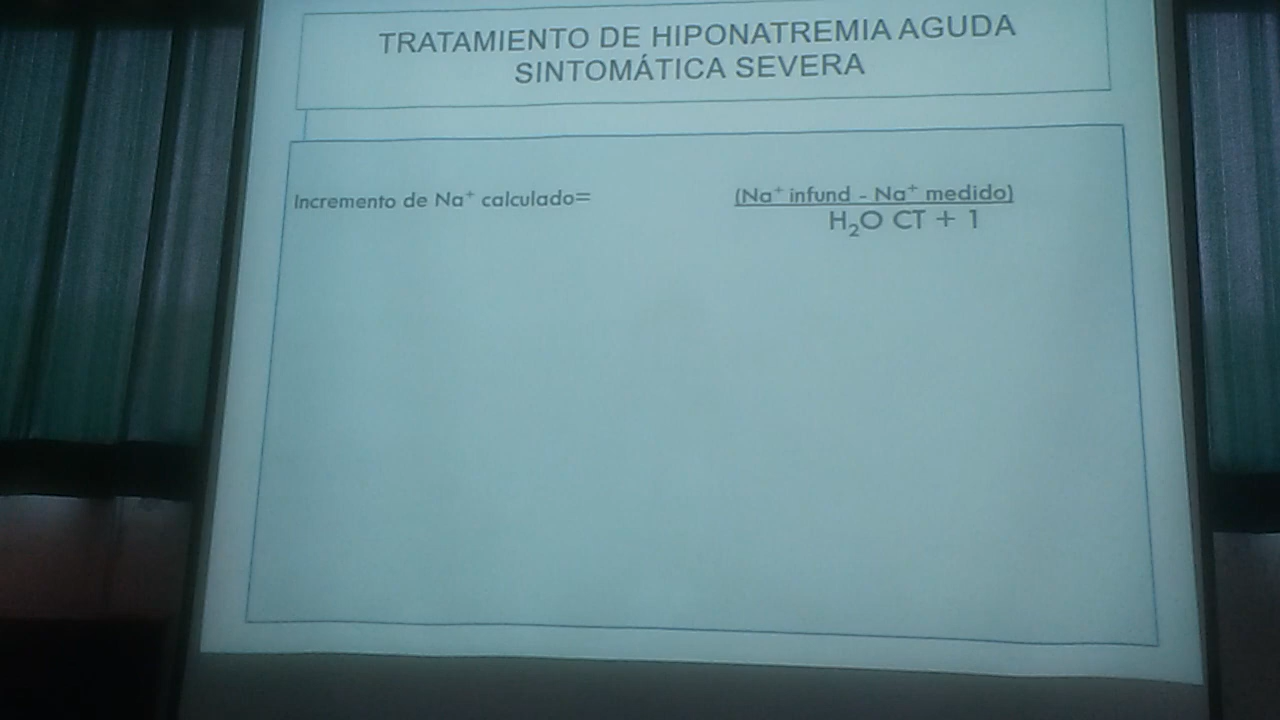 TRATAMIENTO DE HIPONATREMIA AGUDA
SINTOMÁTICA SEVERA
Incremento de Na⁺ calculado=
(Na⁺ infund - Na⁺ medido)
H₂O CT + 1